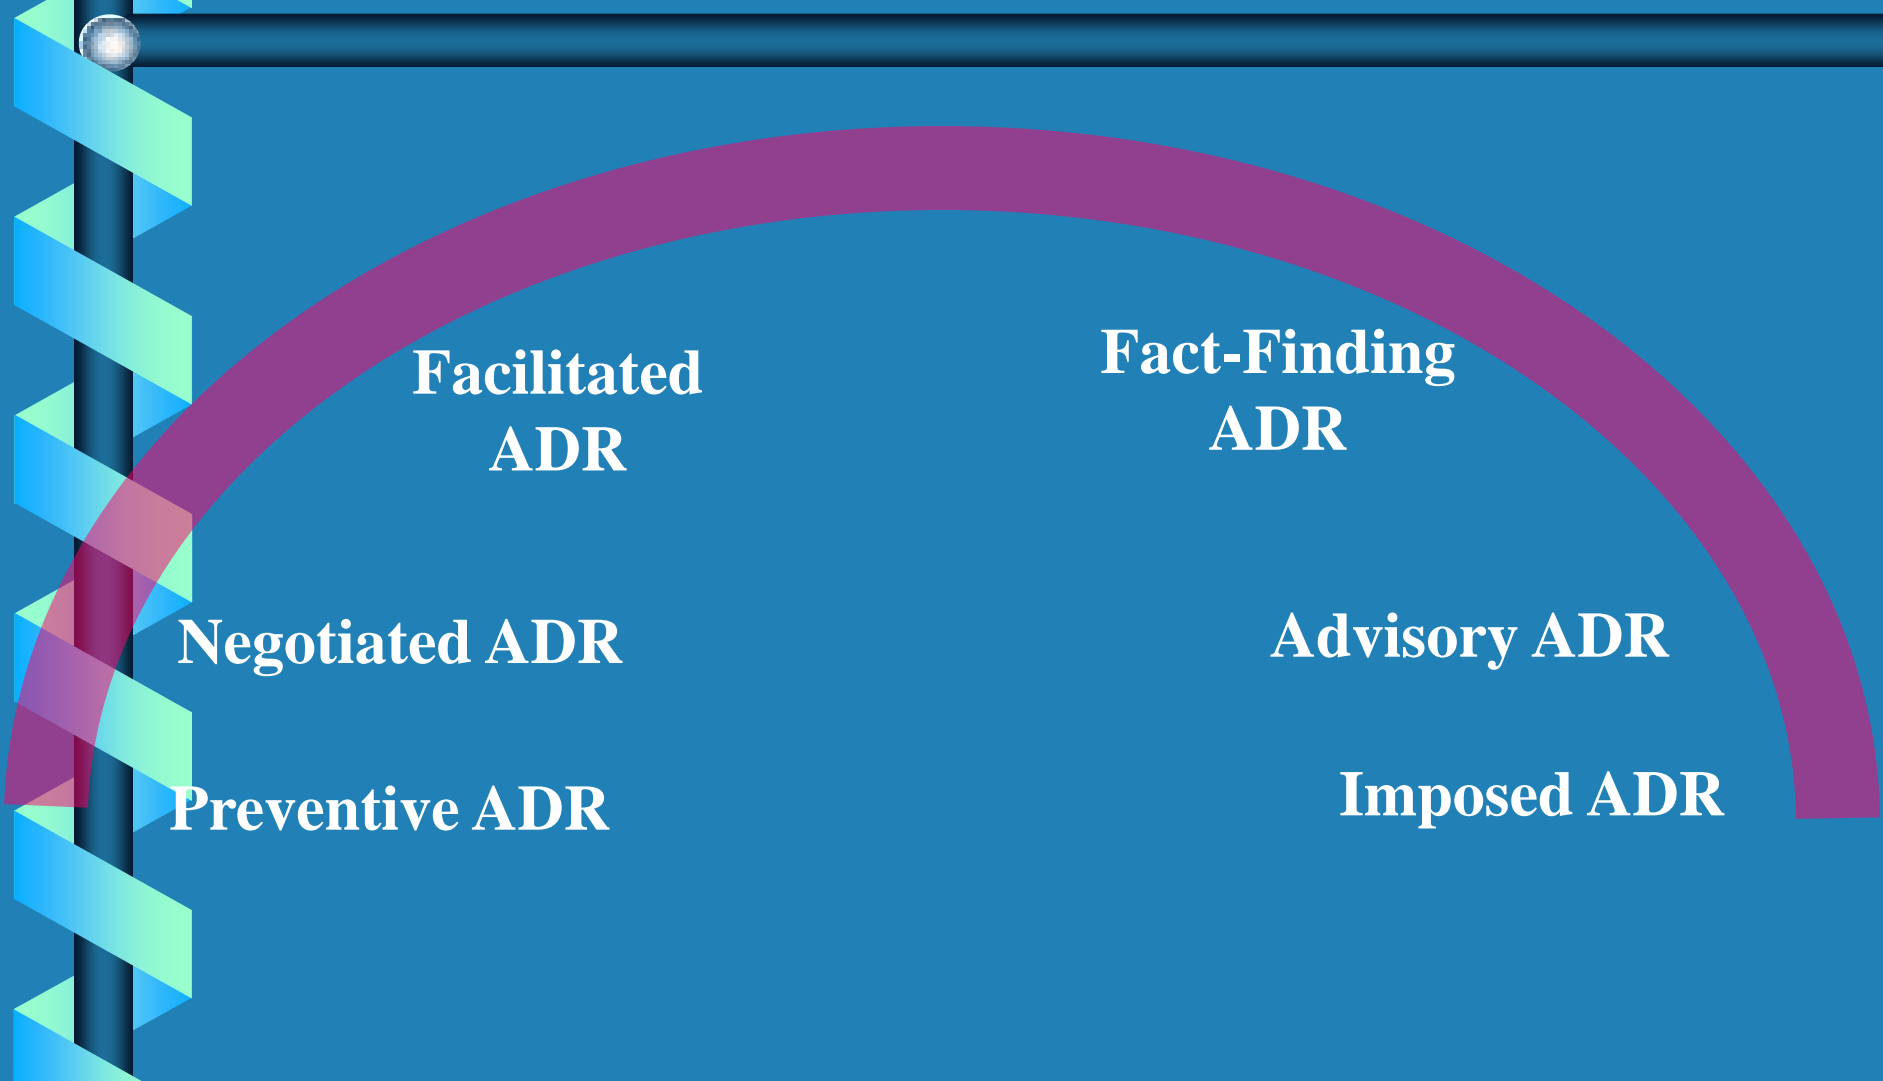 Facilitated
ADR
Fact-Finding
ADR
Negotiated ADR
Advisory ADR
Preventive ADR
Imposed ADR